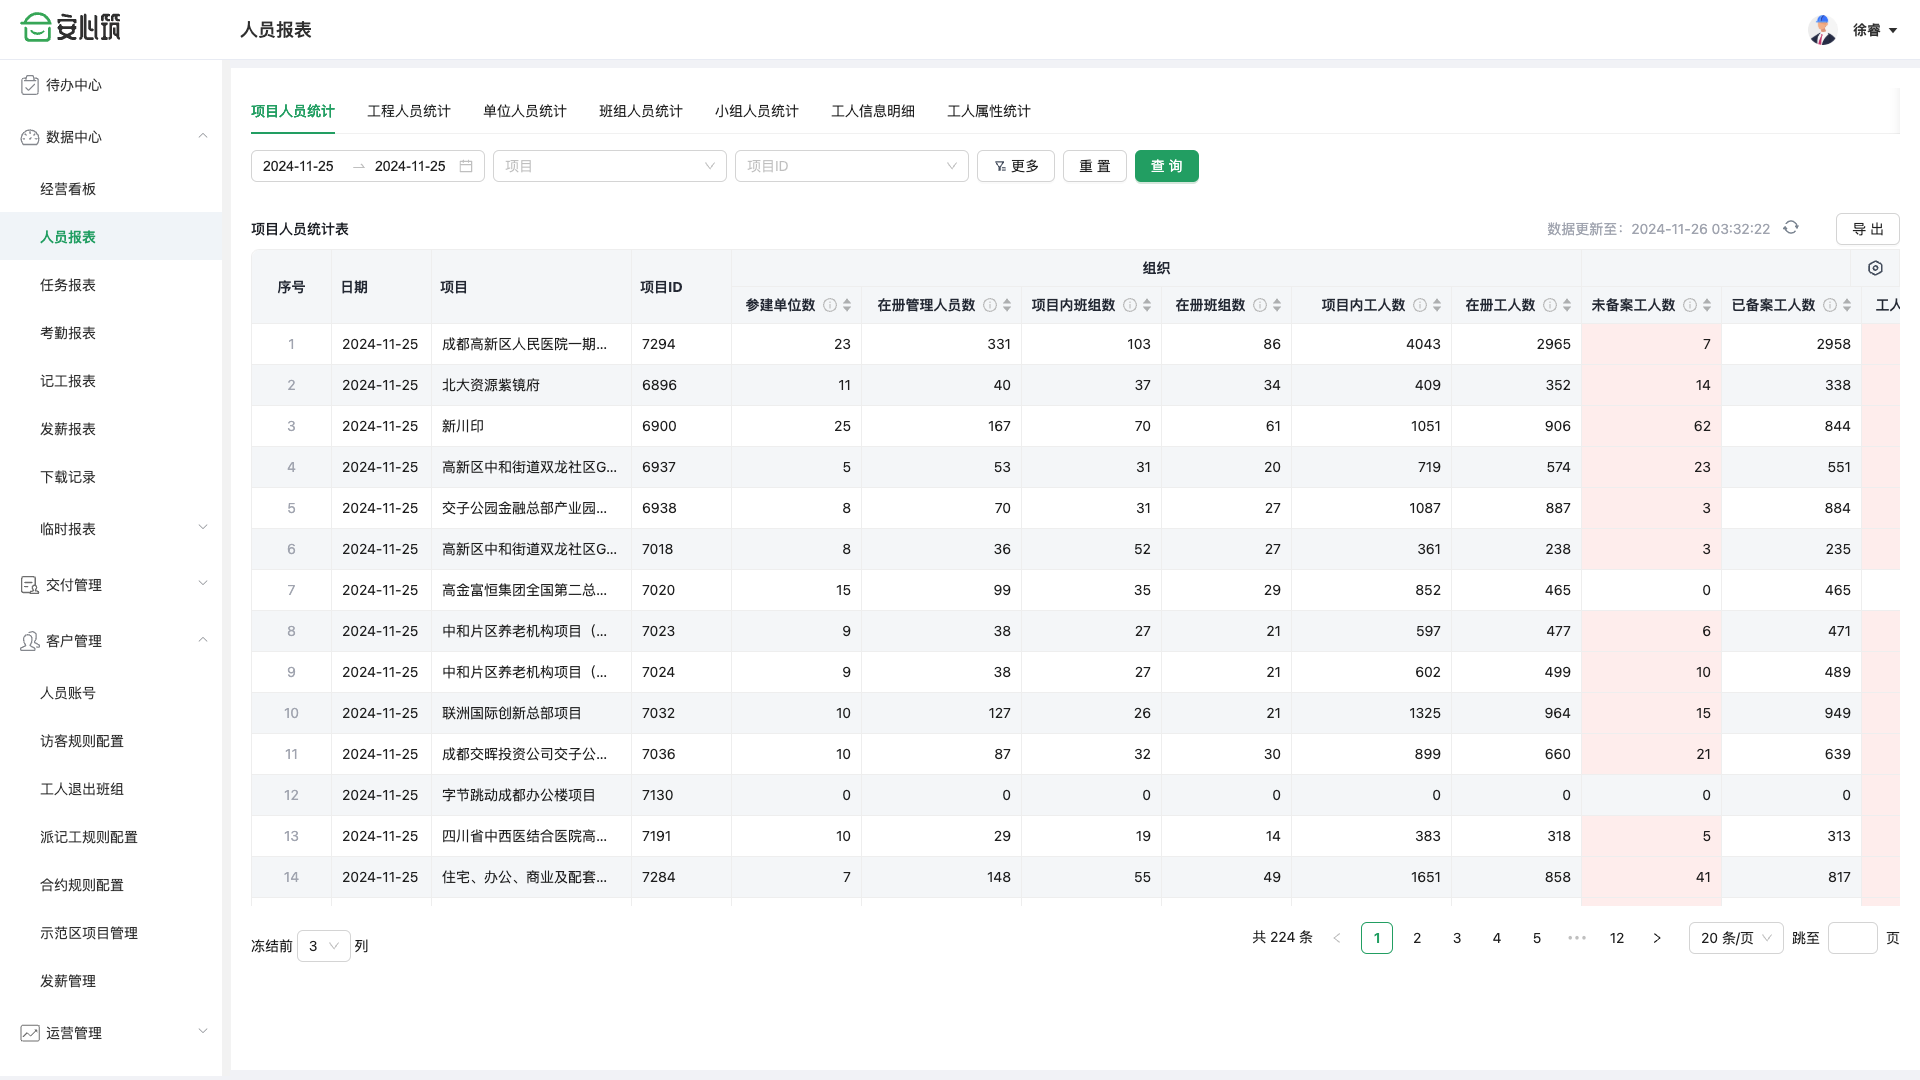 安心筑
人员报表
徐睿
待办中心
数据中心
经营看板
人员报表
任务报表
考勤报表
记工报表
发薪报表
下载记录
临时报表
交付管理
客户管理
人员账号
访客规则配置
工人退出班组
派记工规则配置
合约规则配置
示范区项目管理
发薪管理
运营管理
项目人员统计 工程人员统计 单位人员统计 班组人员统计 小组人员统计 工人信息明细 工人属性统计
2024-11-25 → 2024-11-25 项目 项目ID 更多 重 置 查 询
项目人员统计表 数据更新至：2024-11-26 03:32:22 导 出
组织
序号 日期 项目 项目ID 参建单位数 在册管理人员数 项目内班组数 在册班组数 项目内工人数 在册工人数 未备案工人数 已备案工人数 工人
1 2024-11-25 成都高新区人民医院一期... 7294 23 331 103 86 4043 2965 7 2958
2 2024-11-25 北大资源紫镜府 6896 11 40 37 34 409 352 14 338
3 2024-11-25 新川印 6900 25 167 70 61 1051 906 62 844
4 2024-11-25 高新区中和街道双龙社区G... 6937 5 53 31 20 719 574 23 551
5 2024-11-25 交子公园金融总部产业园... 6938 8 70 31 27 1087 887 3 884
6 2024-11-25 高新区中和街道双龙社区G... 7018 8 36 52 27 361 238 3 235
7 2024-11-25 高金富恒集团全国第二总... 7020 15 99 35 29 852 465 0 465
8 2024-11-25 中和片区养老机构项目（... 7023 9 38 27 21 597 477 6 471
9 2024-11-25 中和片区养老机构项目（... 7024 9 38 27 21 602 499 10 489
10 2024-11-25 联洲国际创新总部项目 7032 10 127 26 21 1325 964 15 949
11 2024-11-25 成都交晖投资公司交子公... 7036 10 87 32 30 899 660 21 639
12 2024-11-25 字节跳动成都办公楼项目 7130 0 0 0 0 0 0 0 0
13 2024-11-25 四川省中西医结合医院高... 7191 10 29 19 14 383 318 5 313
14 2024-11-25 住宅、办公、商业及配套... 7284 7 148 55 49 1651 858 41 817
冻结前 3 列
共 224 条 < 1 2 3 4 5 ••• 12 > 20 条/页 跳至 页